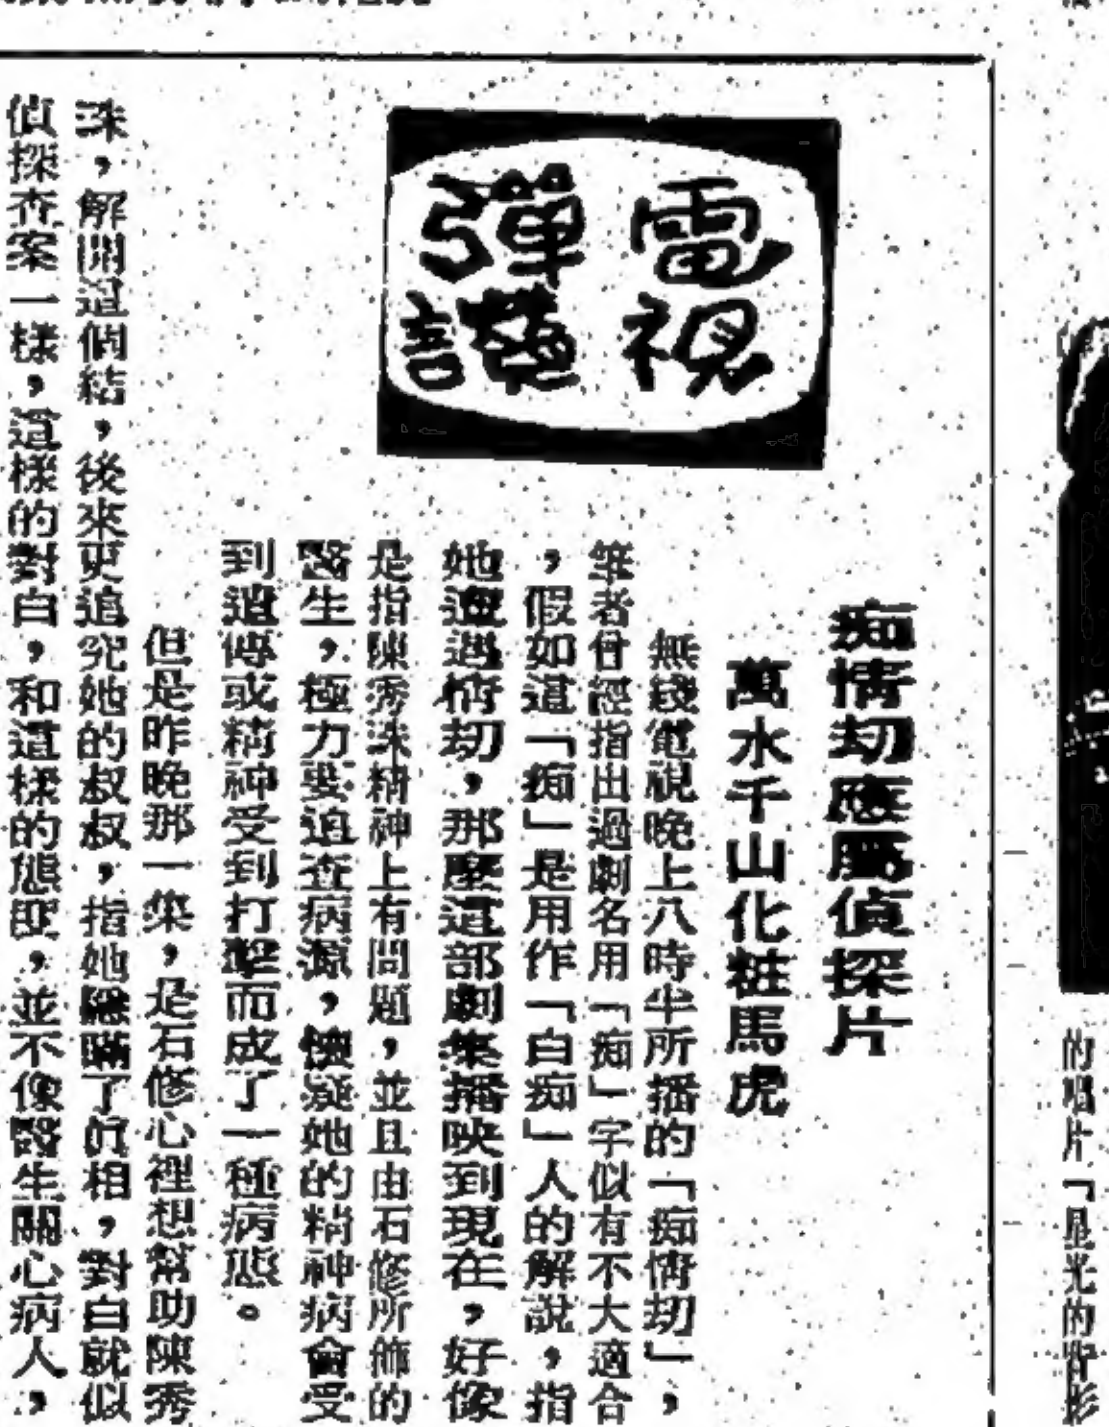 電視
彈讚
痴情劫應屬偵探片
萬水千山化粧馬虎
無綫電視晚上八時半所播的「痴情劫」，
筆者曾經指出過劇名用「痴」字似有不大適合
，假如這「痴」是用作「白痴」人的解說，指
她遭遇情劫，那麼這部劇集播映到現在，好像
是指陳秀珠精神上有問題，並且由石修所飾的
醫生，極力要追查病源，懷疑她的精神病會受
到遺傳或精神受到打擊而成了一種病態。
但是昨晚那一集，是石修心裡想幫助陳秀
珠，解開這個結，後來更追究她的叔叔，指她隱瞞了眞相，對白就似
偵探查案一樣，這樣的對白，和這樣的態度，並不像醫生關心病人，
的唱片「星光的背影